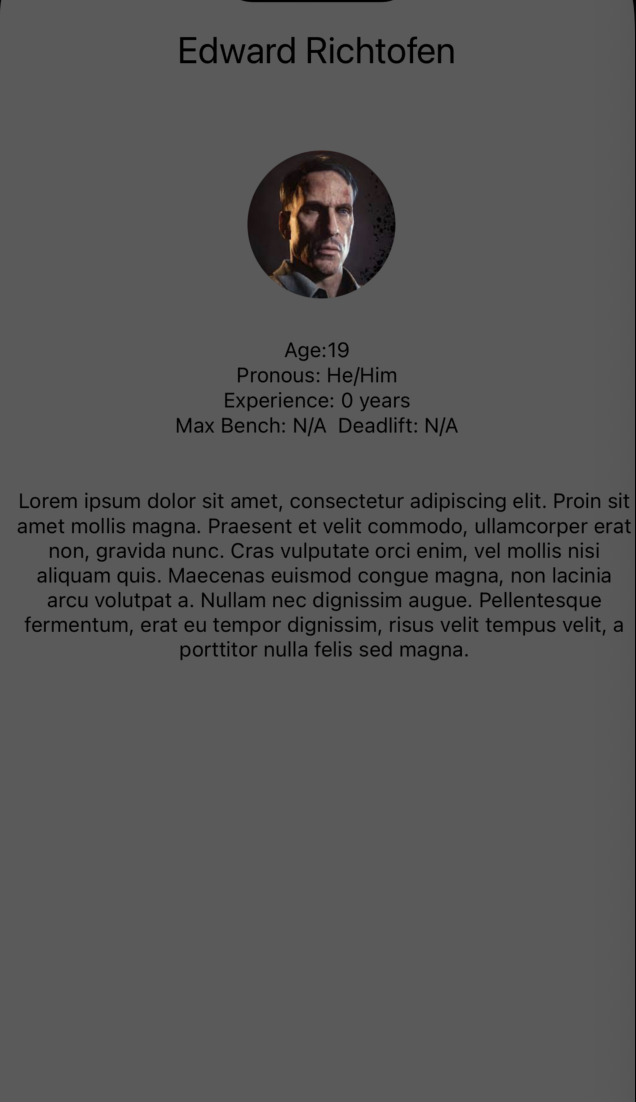 Edward Richtofen
Age:19
Pronous: He/Him
Experience: 0 years
Max Bench: N/A  Deadlift: N/A
Lorem ipsum dolor sit amet, consectetur adipiscing elit. Proin sit
amet mollis magna. Praesent et velit commodo, ullamcorper erat
non, gravida nunc. Cras vulputate orci enim, vel mollis nisi
aliquam quis. Maecenas euismod congue magna, non lacinia
arcu volutpat a. Nullam nec dignissim augue. Pellentesque
fermentum, erat eu tempor dignissim, risus velit tempus velit, a
porttitor nulla felis sed magna.